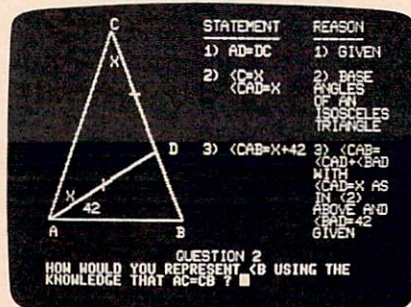 C
X
D
X
42
A B
STATEMENT REASON
1) AD=DC 1) GIVEN
2) <C=X 2) BASE
<CAD=X ANGLES
OF AN
ISOSCELES
TRIANGLE
3) <CAB=X+42 3) <CAB=
<CAD+<BAD
WITH
<CAD=X AS
IN (2)
ABOVE AND
<BAD=42
GIVEN
QUESTION 2
HOW WOULD YOU REPRESENT <B USING THE
KNOWLEDGE THAT AC=CB ?